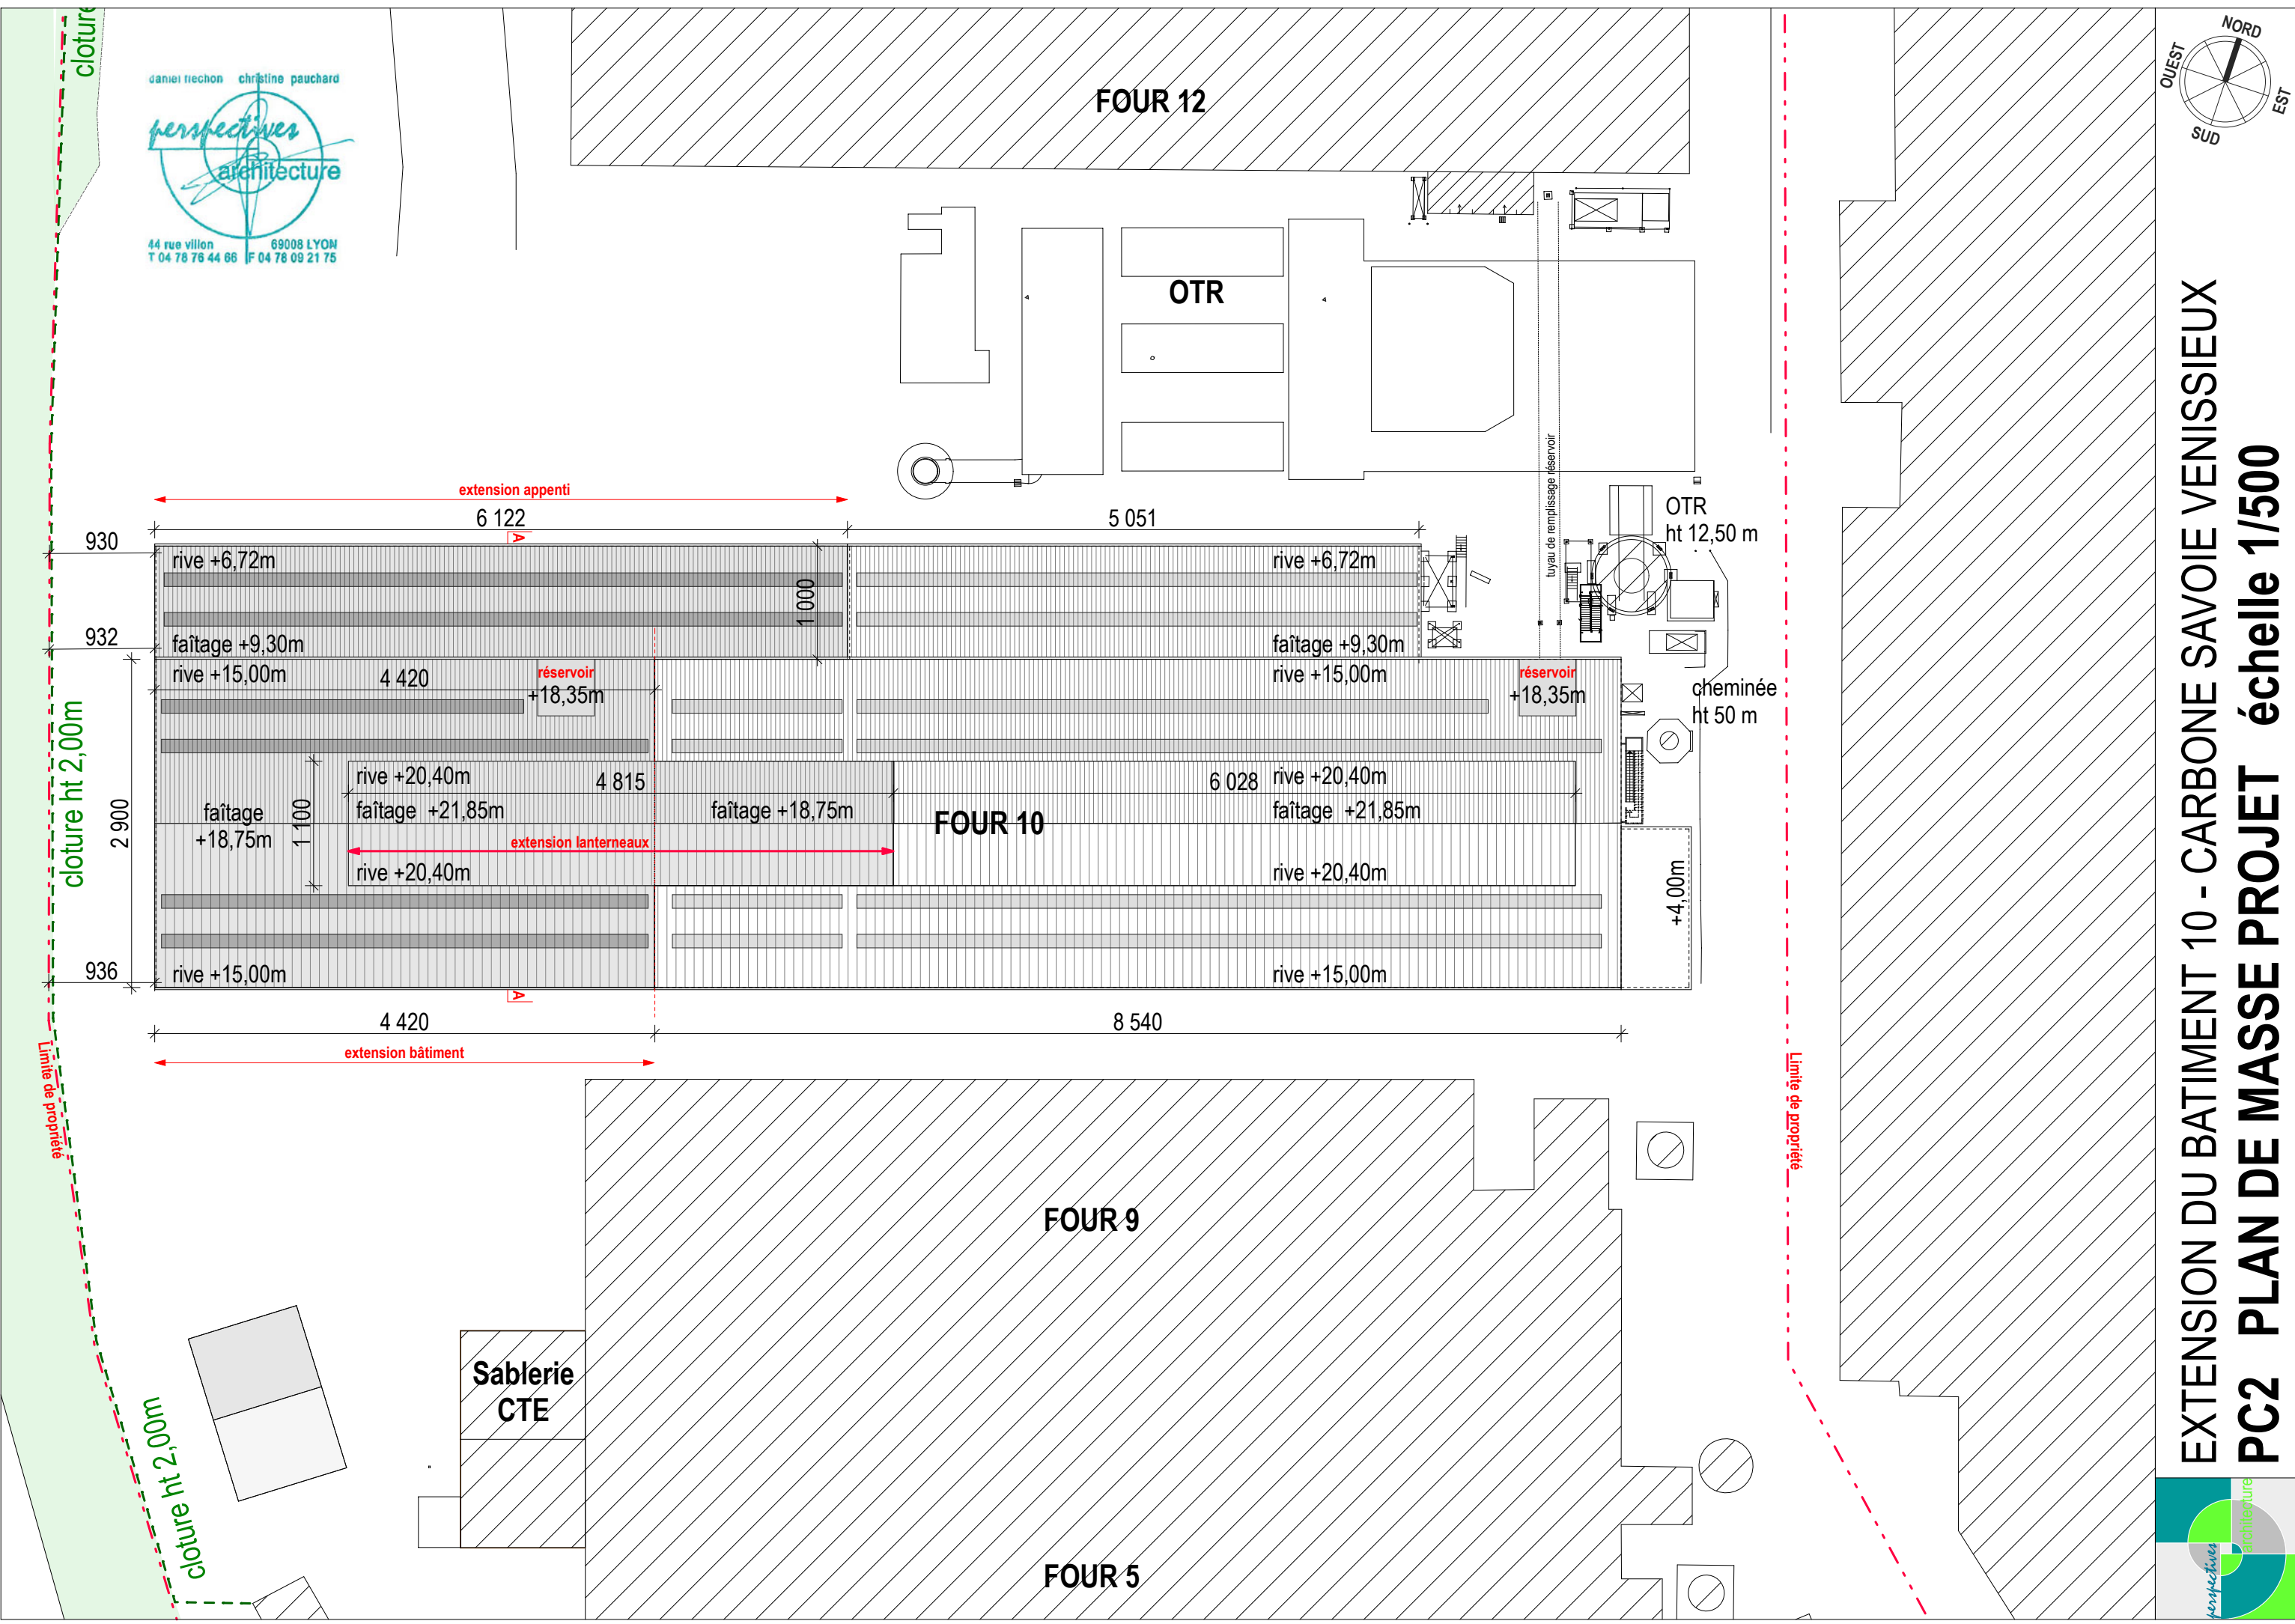 cloture
daniel flechon christine pauchard
perspectives
architecture
44 rue villon 69008 LYON
T 04 78 76 44 66 F 04 78 09 21 75
FOUR 12
OTR
NORD
OUEST
EST
SUD
tuyau de remplissage réservoir
OTR
ht 12,50 m
cheminée
ht 50 m
extension appenti
6 122
5 051
A
930
932
936
rive +6,72m
rive +6,72m
1 000
faîtage +9,30m
faîtage +9,30m
rive +15,00m
4 420
réservoir
+18,35m
rive +15,00m
réservoir
+18,35m
cloture ht 2,00m
2 900
1 100
rive +20,40m
4 815
6 028
rive +20,40m
faîtage
+18,75m
faîtage +21,85m
faîtage +18,75m
FOUR 10
faîtage +21,85m
extension lanterneaux
rive +20,40m
rive +20,40m
+4,00m
rive +15,00m
rive +15,00m
A
4 420
8 540
extension bâtiment
Limite de propriété
Limite de propriété
FOUR 9
Sablerie
CTE
cloture ht 2,00m
FOUR 5
EXTENSION DU BATIMENT 10 - CARBONE SAVOIE VENISSIEUX
PC2 PLAN DE MASSE PROJET échelle 1/500
perspectives
architecture